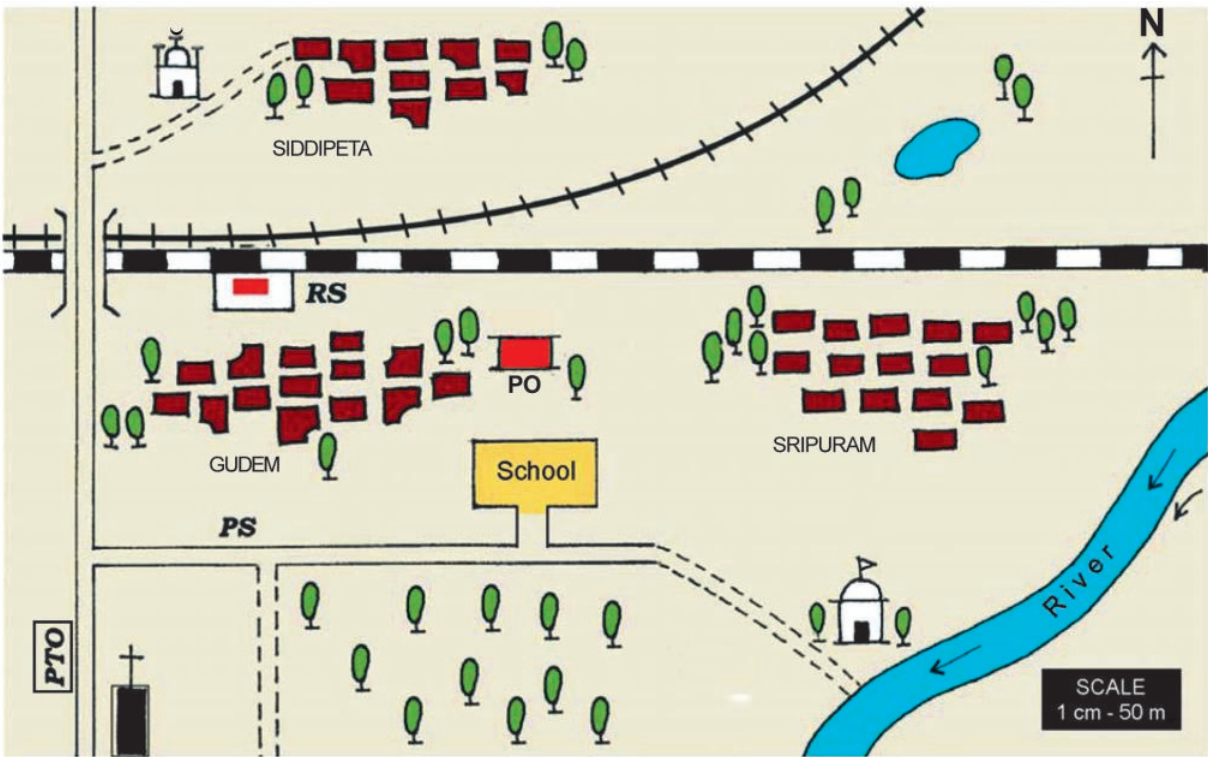 N
SIDDIPETA
RS
PO
GUDEM
SRIPURAM
School
PS
River
PTO
SCALE
1 cm - 50 m